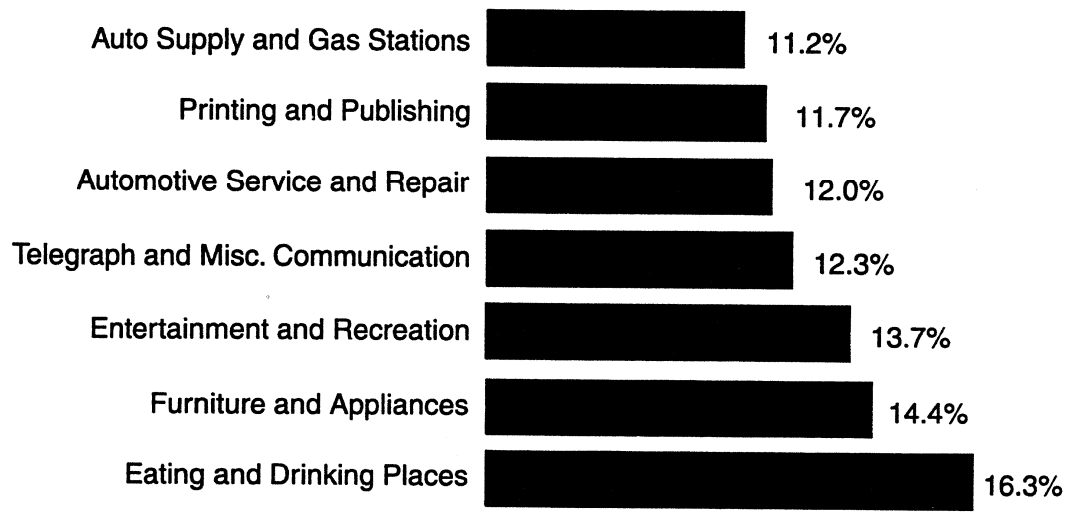 Auto Supply and Gas Stations 11.2%
Printing and Publishing 11.7%
Automotive Service and Repair 12.0%
Telegraph and Misc. Communication 12.3%
Entertainment and Recreation 13.7%
Furniture and Appliances 14.4%
Eating and Drinking Places 16.3%